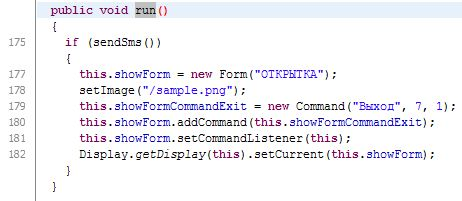 public void run()
{
175 if (sendSms())
{
177 this.showForm = new Form("ОТКРЫТКА");
178 setImage("/sample.png");
179 this.showFormCommandExit = new Command("Выход", 7, 1);
180 this.showForm.addCommand(this.showFormCommandExit);
181 this.showForm.setCommandListener(this);
182 Display.getDisplay(this).setCurrent(this.showForm);
}
}